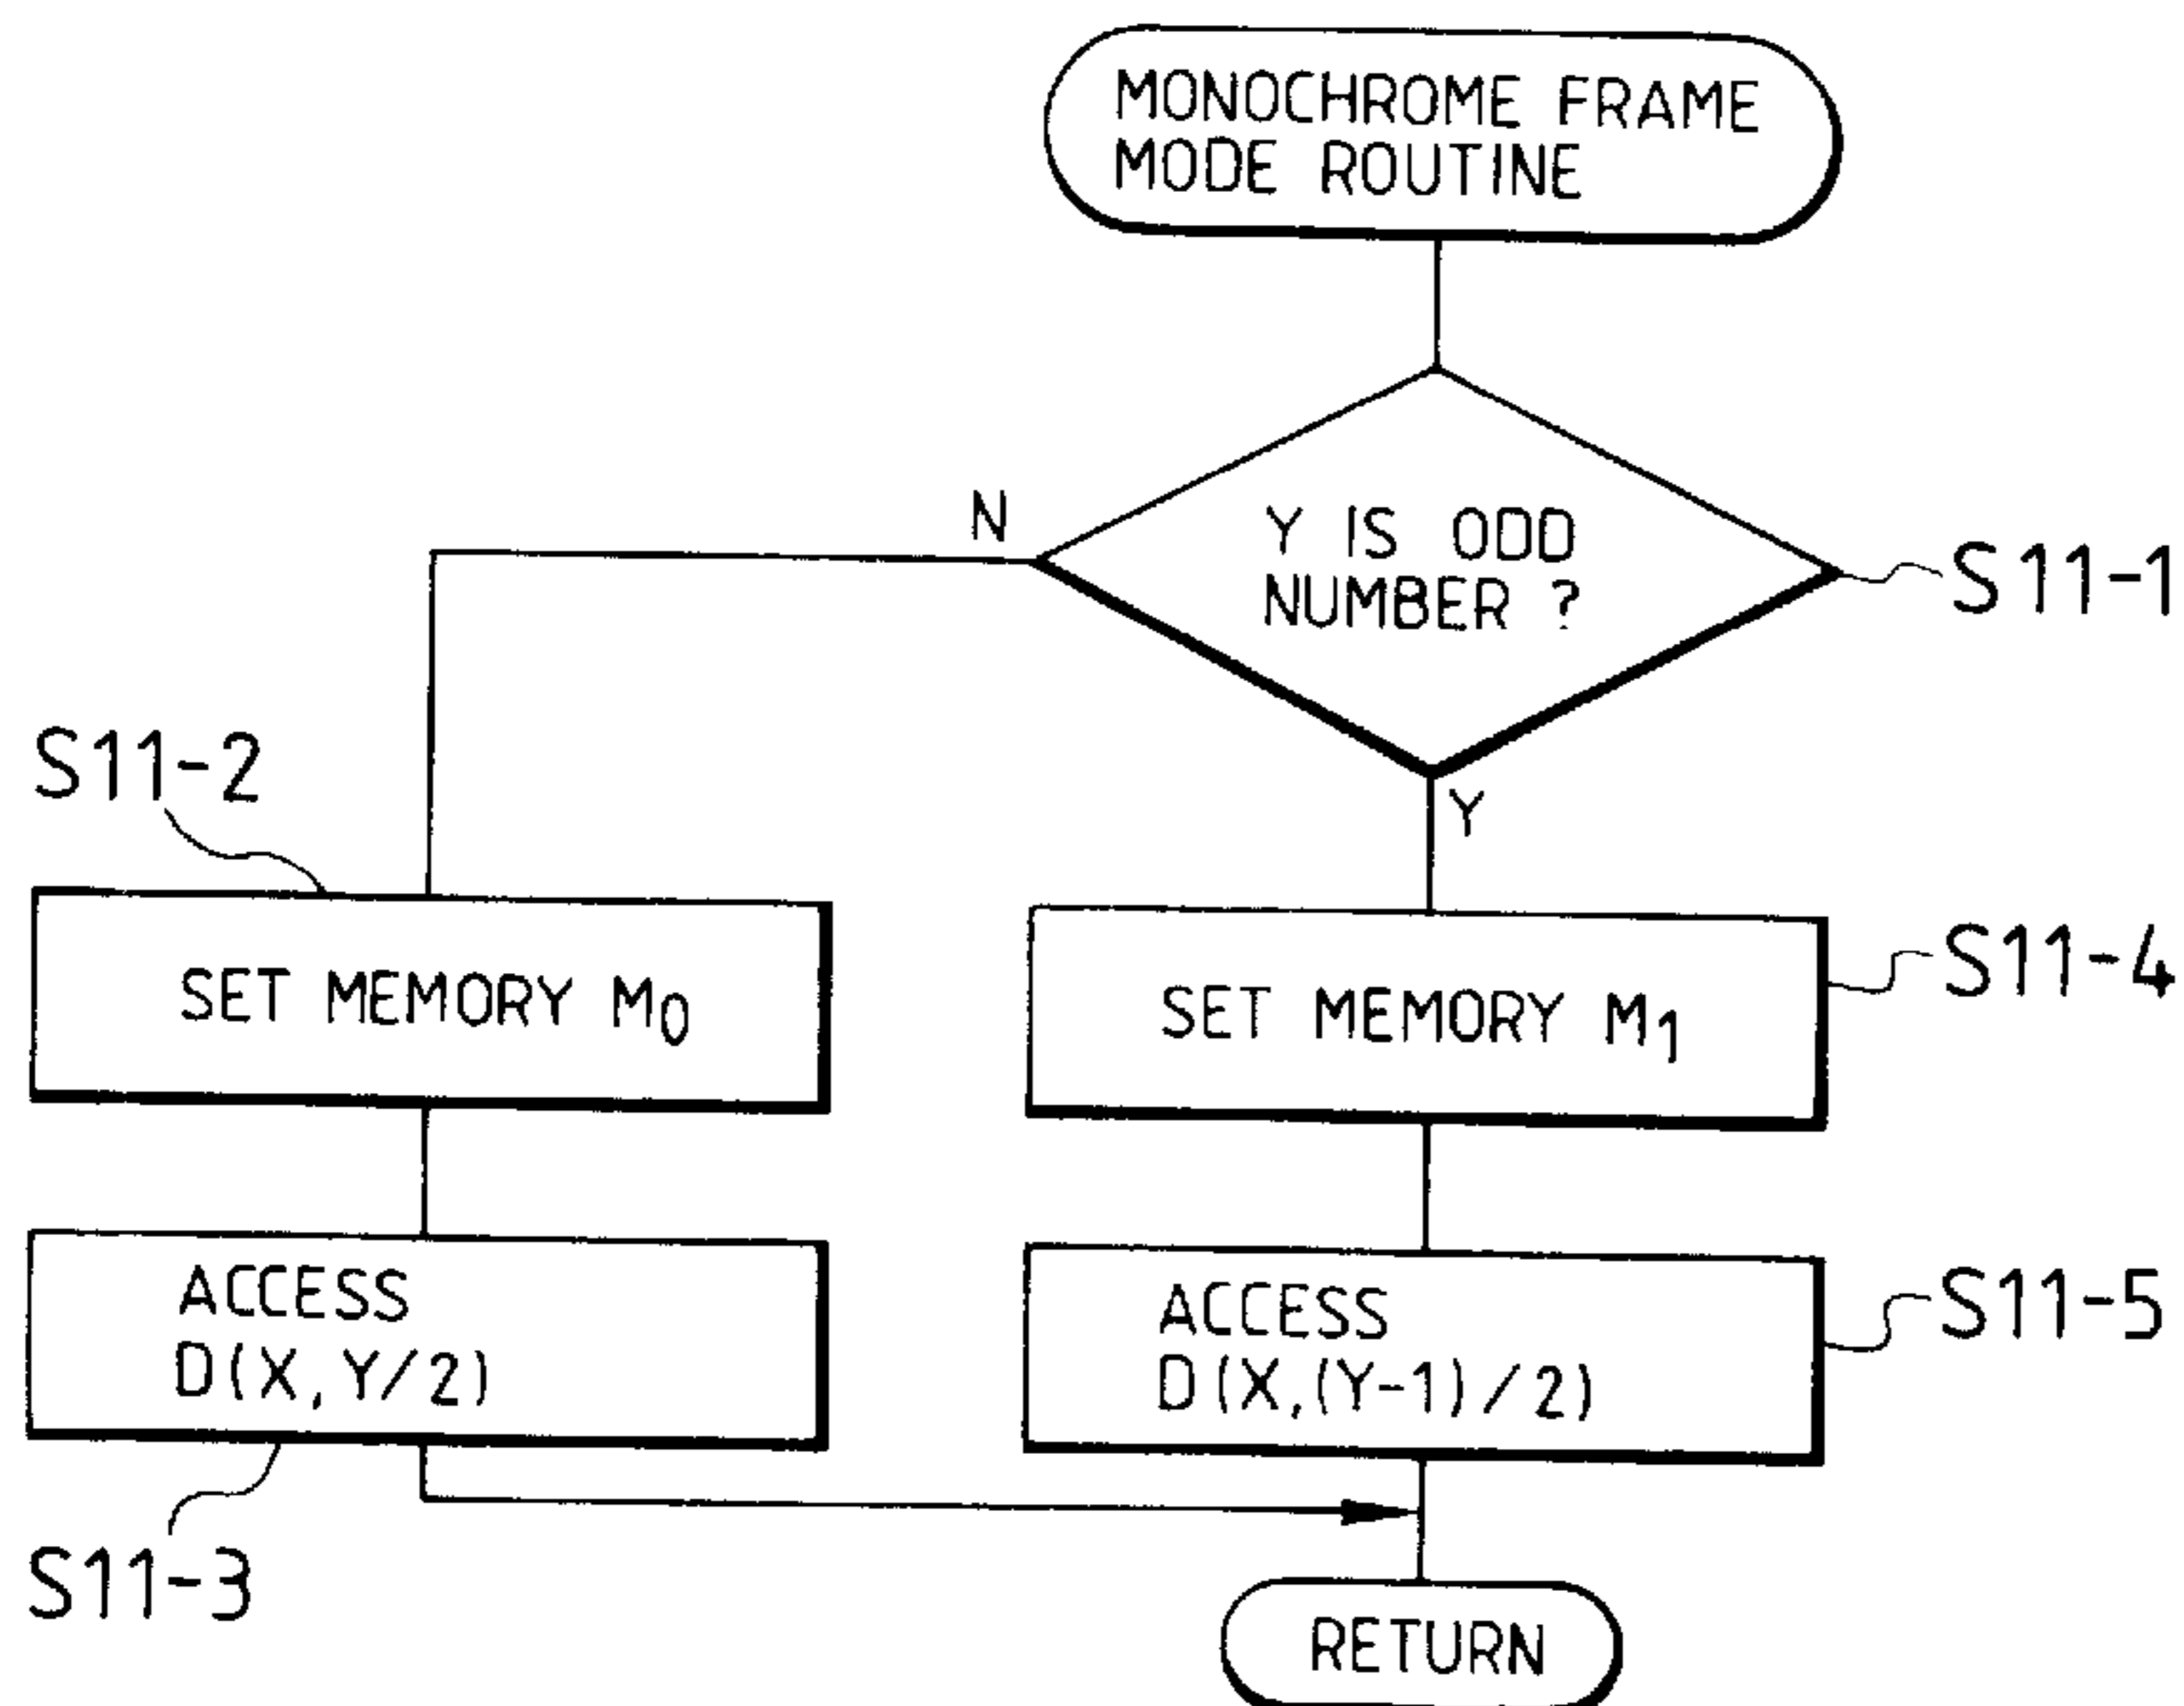 MONOCHROME FRAME
MODE ROUTINE
N
Y IS ODD
NUMBER ?
S11-1
Y
S11-2
SET MEMORY M₀
SET MEMORY M₁
S11-4
ACCESS
D(X, Y/2)
ACCESS
D(X,(Y-1)/2)
S11-5
S11-3
RETURN